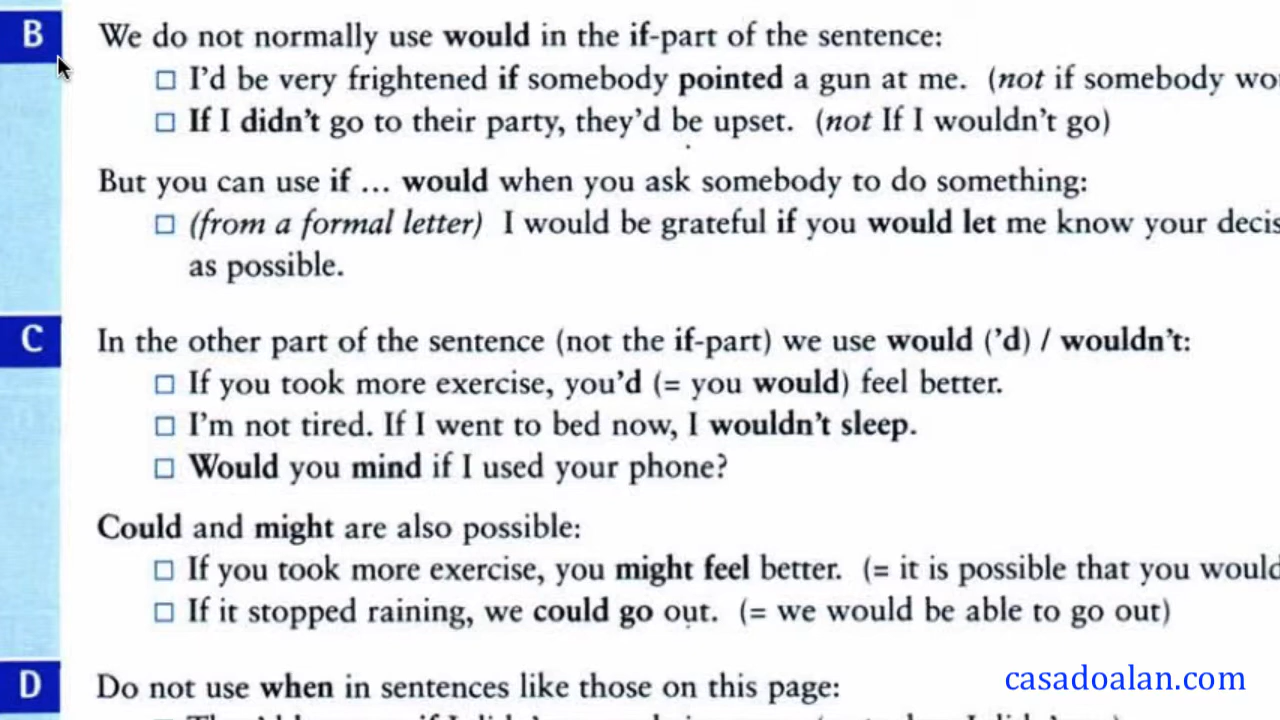 B
We do not normally use would in the if-part of the sentence:
I'd be very frightened if somebody pointed a gun at me. (not if somebody
If I didn't go to their party, they'd be upset. (not If I wouldn't go)
But you can use if ... would when you ask somebody to do something:
(from a formal letter) I would be grateful if you would let me know your
as possible.
C
In the other part of the sentence (not the if-part) we use would ('d) / wouldn't:
If you took more exercise, you'd (= you would) feel better.
I'm not tired. If I went to bed now, I wouldn't sleep.
Would you mind if I used your phone?
Could and might are also possible:
If you took more exercise, you might feel better. (= it is possible that you would
If it stopped raining, we could go out. (= we would be able to go out)
D
Do not use when in sentences like those on this page:
casadoalan.com